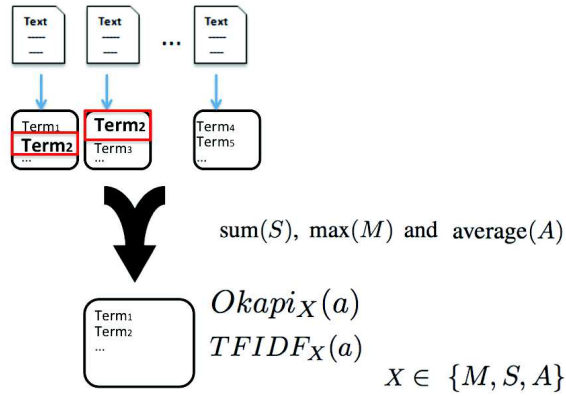 Text Text ... Text
Term1 Term2 Term4
Term2 Term3 Term5
... ... ...
sum(S), max(M) and average(A)
Term1
Term2
...
OkapiX(a)
TFIDFX(a)
X ∈ {M, S, A}